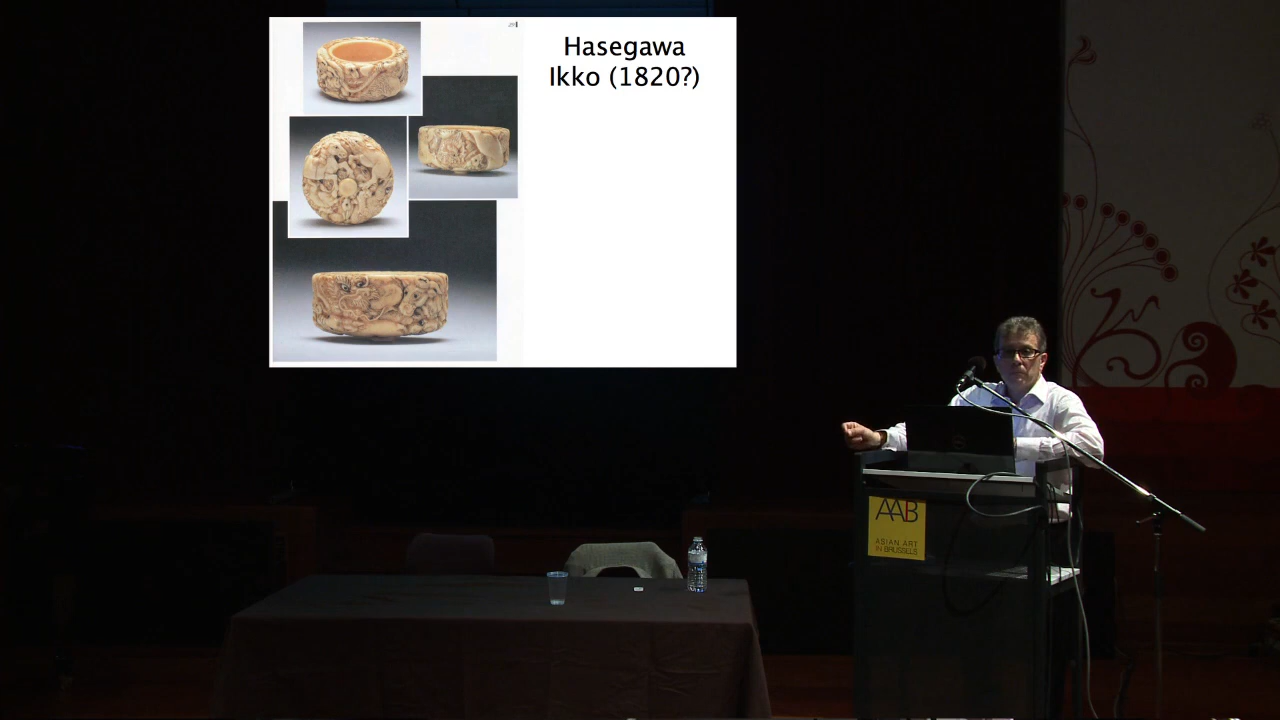 Hasegawa
Ikko (1820?)
AAB
ASIAN ART
IN BRUSSELS